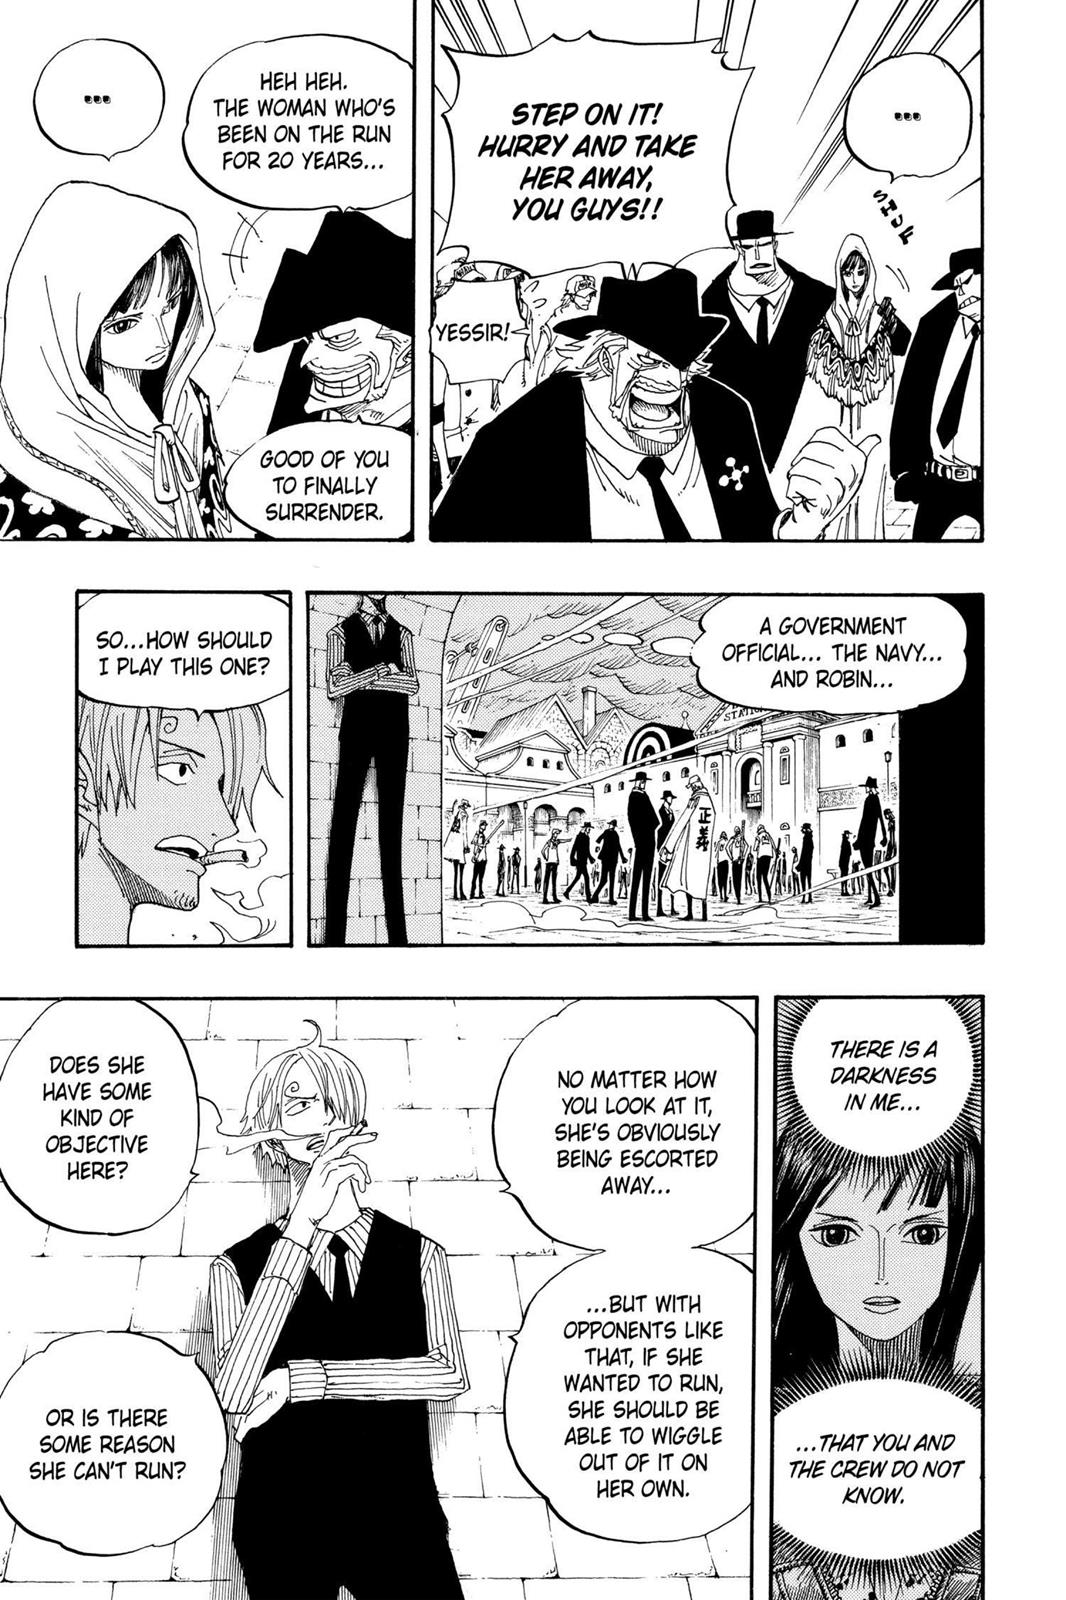 ...
STEP ON IT!
HURRY AND TAKE
HER AWAY,
YOU GUYS!!
SHUF
YESSIR!
HEH HEH.
THE WOMAN WHO'S
BEEN ON THE RUN
FOR 20 YEARS...
GOOD OF YOU
TO FINALLY
SURRENDER.
...
A GOVERNMENT
OFFICIAL... THE NAVY...
AND ROBIN...
STATION
正義
SO...HOW SHOULD
I PLAY THIS ONE?
THERE IS A
DARKNESS
IN ME...
...THAT YOU AND
THE CREW DO NOT
KNOW.
NO MATTER HOW
YOU LOOK AT IT,
SHE'S OBVIOUSLY
BEING ESCORTED
AWAY...
...BUT WITH
OPPONENTS LIKE
THAT, IF SHE
WANTED TO RUN,
SHE SHOULD BE
ABLE TO WIGGLE
OUT OF IT ON
HER OWN.
DOES SHE
HAVE SOME
KIND OF
OBJECTIVE
HERE?
OR IS THERE
SOME REASON
SHE CAN'T RUN?